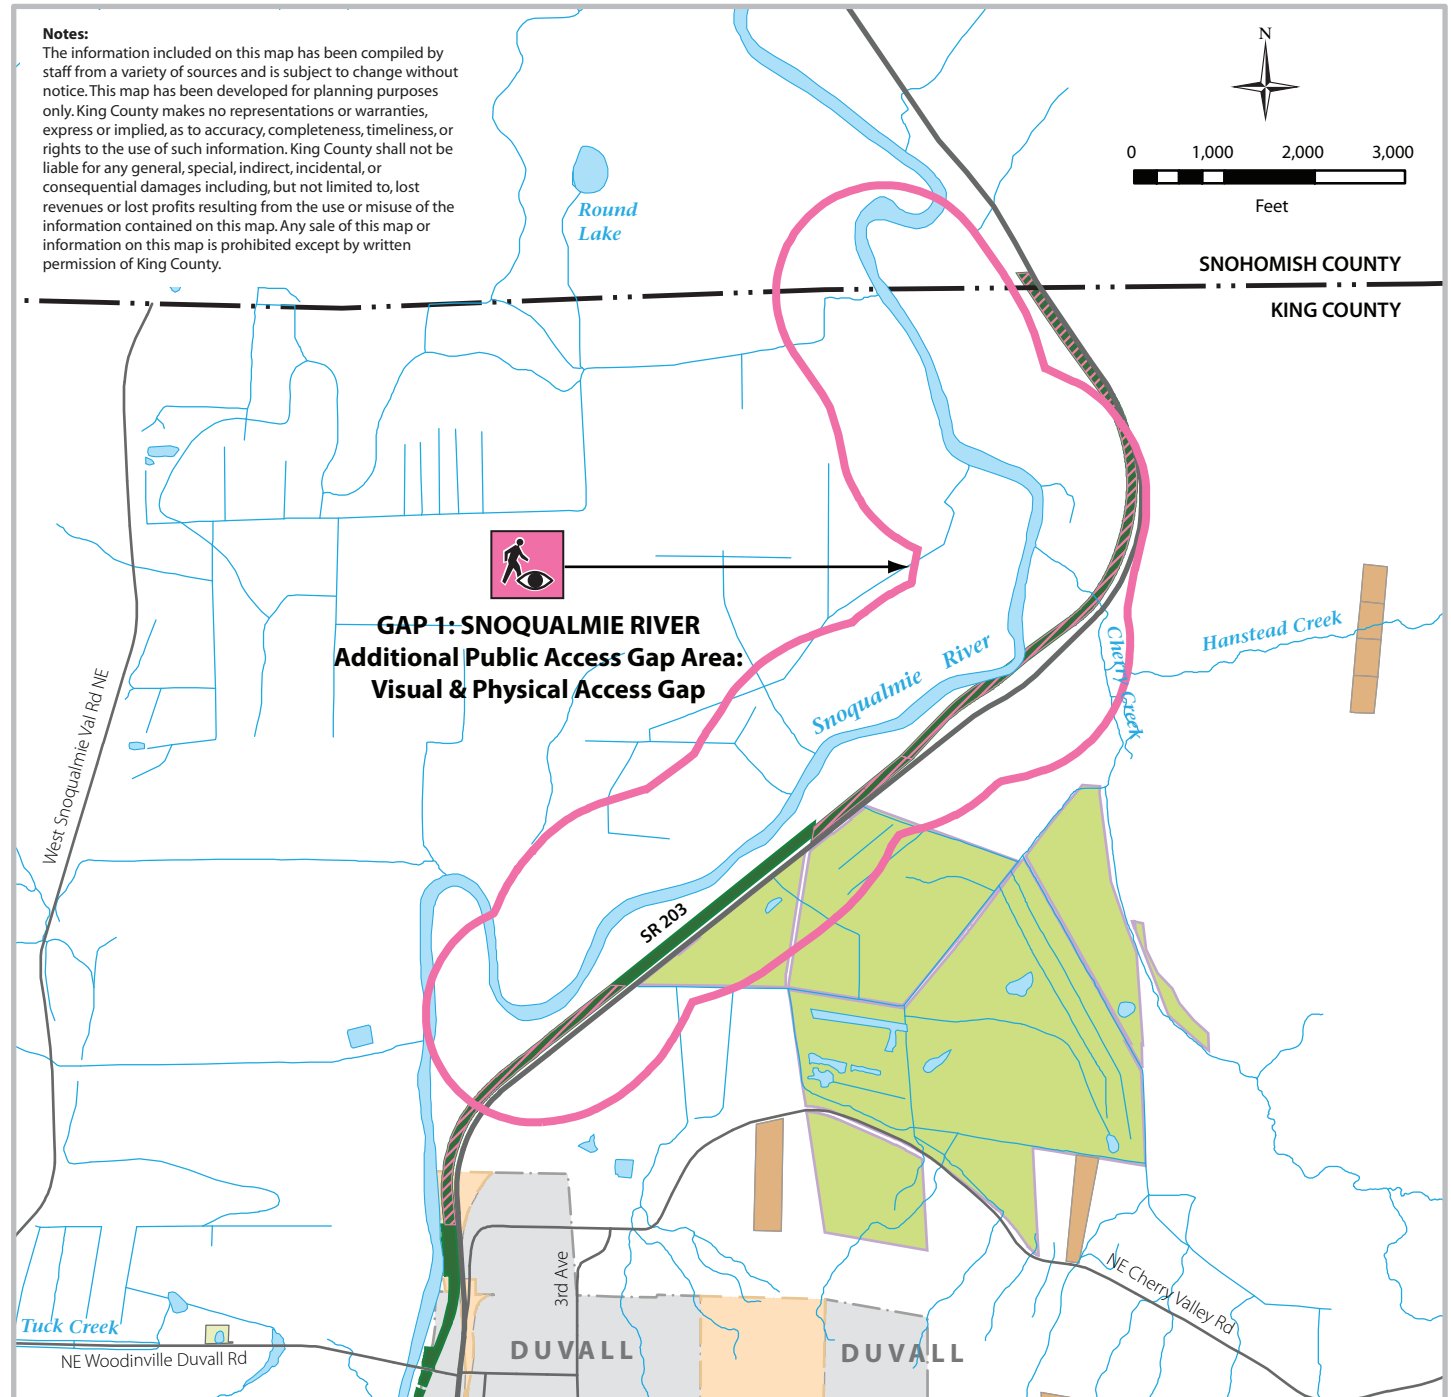 Notes:
The information included on this map has been compiled by
staff from a variety of sources and is subject to change without
notice. This map has been developed for planning purposes
only. King County makes no representations or warranties,
express or implied, as to accuracy, completeness, timeliness, or
rights to the use of such information. King County shall not be
liable for any general, special, indirect, incidental, or
consequential damages including, but not limited to, lost
revenues or lost profits resulting from the use or misuse of the
information contained on this map. Any sale of this map or
information on this map is prohibited except by written
permission of King County.
N
0 1,000 2,000 3,000
Feet
Round
Lake
SNOHOMISH COUNTY
KING COUNTY
GAP 1: SNOQUALMIE RIVER
Additional Public Access Gap Area:
Visual & Physical Access Gap
Hanstead Creek
Cherry Creek
Snoqualmie River
West Snoqualmie Val Rd NE
SR 203
3rd Ave
NE Cherry Valley Rd
Tuck Creek
NE Woodinville Duvall Rd
DUVALL
DUVALL